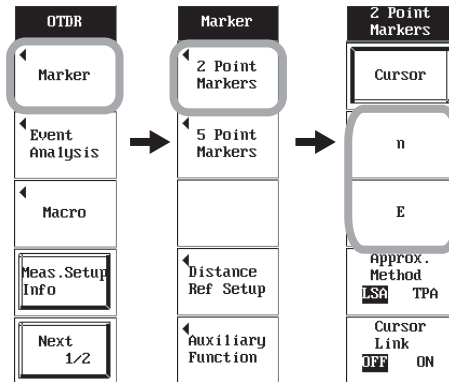 OTDR
Marker
Event
Analysis
Macro
Meas.Setup
Info
Next
1/2
Marker
2 Point
Markers
5 Point
Markers
Distance
Ref Setup
Auxiliary
Function
2 Point
Markers
Cursor
n
E
Approx.
Method
LSA TPA
Cursor
Link
OFF ON